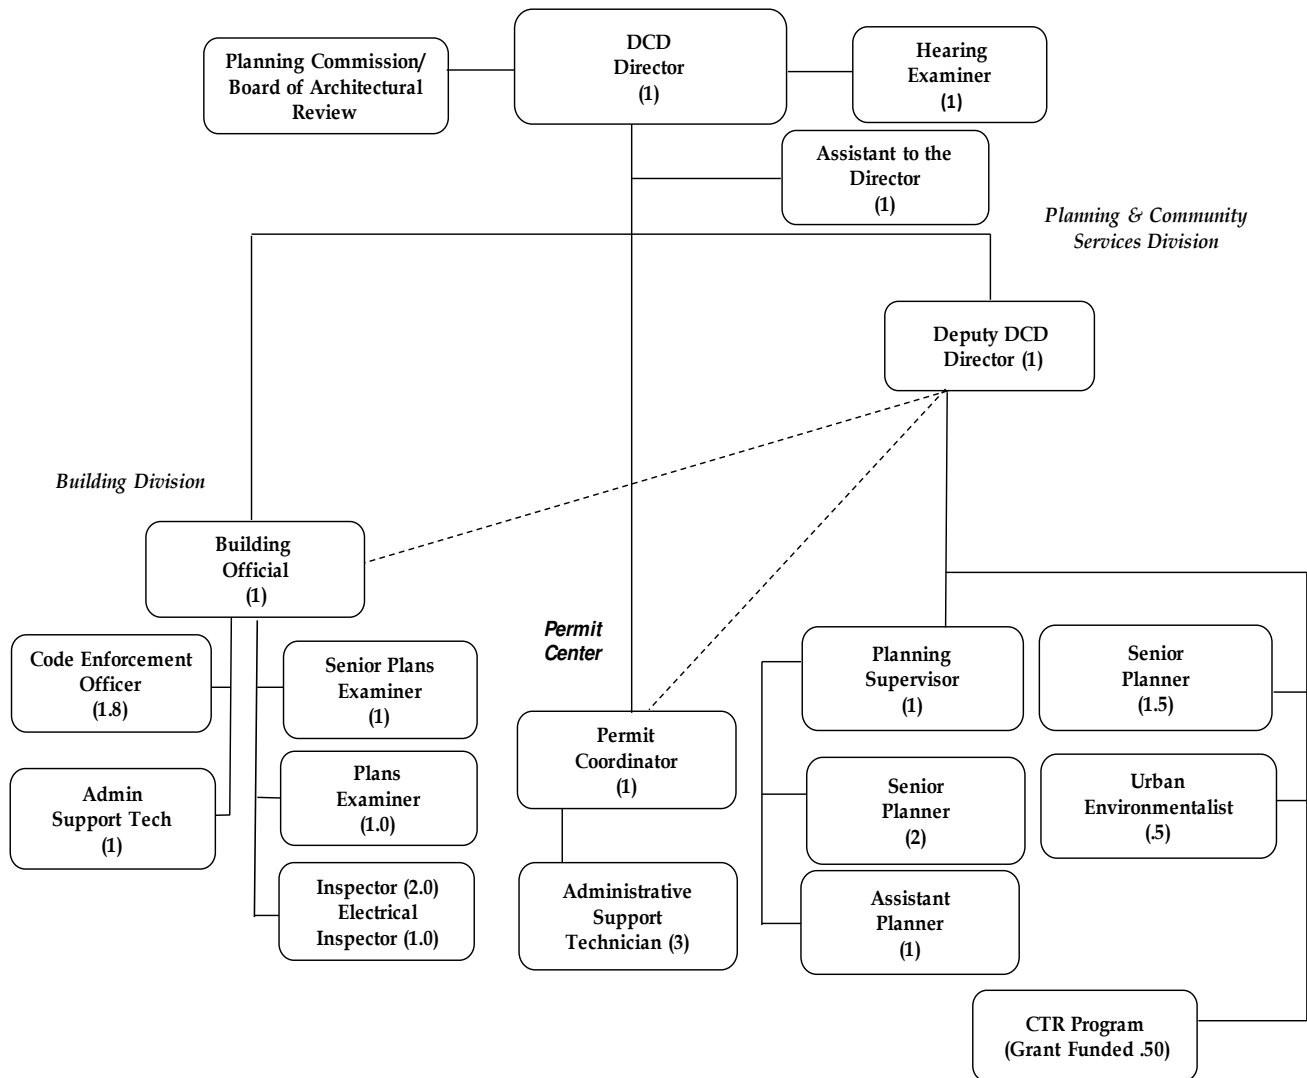 Planning Commission/
Board of Architectural
Review
DCD
Director
(1)
Hearing
Examiner
(1)
Assistant to the
Director
(1)
Planning & Community
Services Division
Deputy DCD
Director (1)
Building Division
Building
Official
(1)
Code Enforcement
Officer
(1.8)
Admin
Support Tech
(1)
Senior Plans
Examiner
(1)
Plans
Examiner
(1.0)
Inspector (2.0)
Electrical
Inspector (1.0)
Permit
Center
Permit
Coordinator
(1)
Administrative
Support
Technician (3)
Planning
Supervisor
(1)
Senior
Planner
(2)
Assistant
Planner
(1)
Senior
Planner
(1.5)
Urban
Environmentalist
(.5)
CTR Program
(Grant Funded .50)